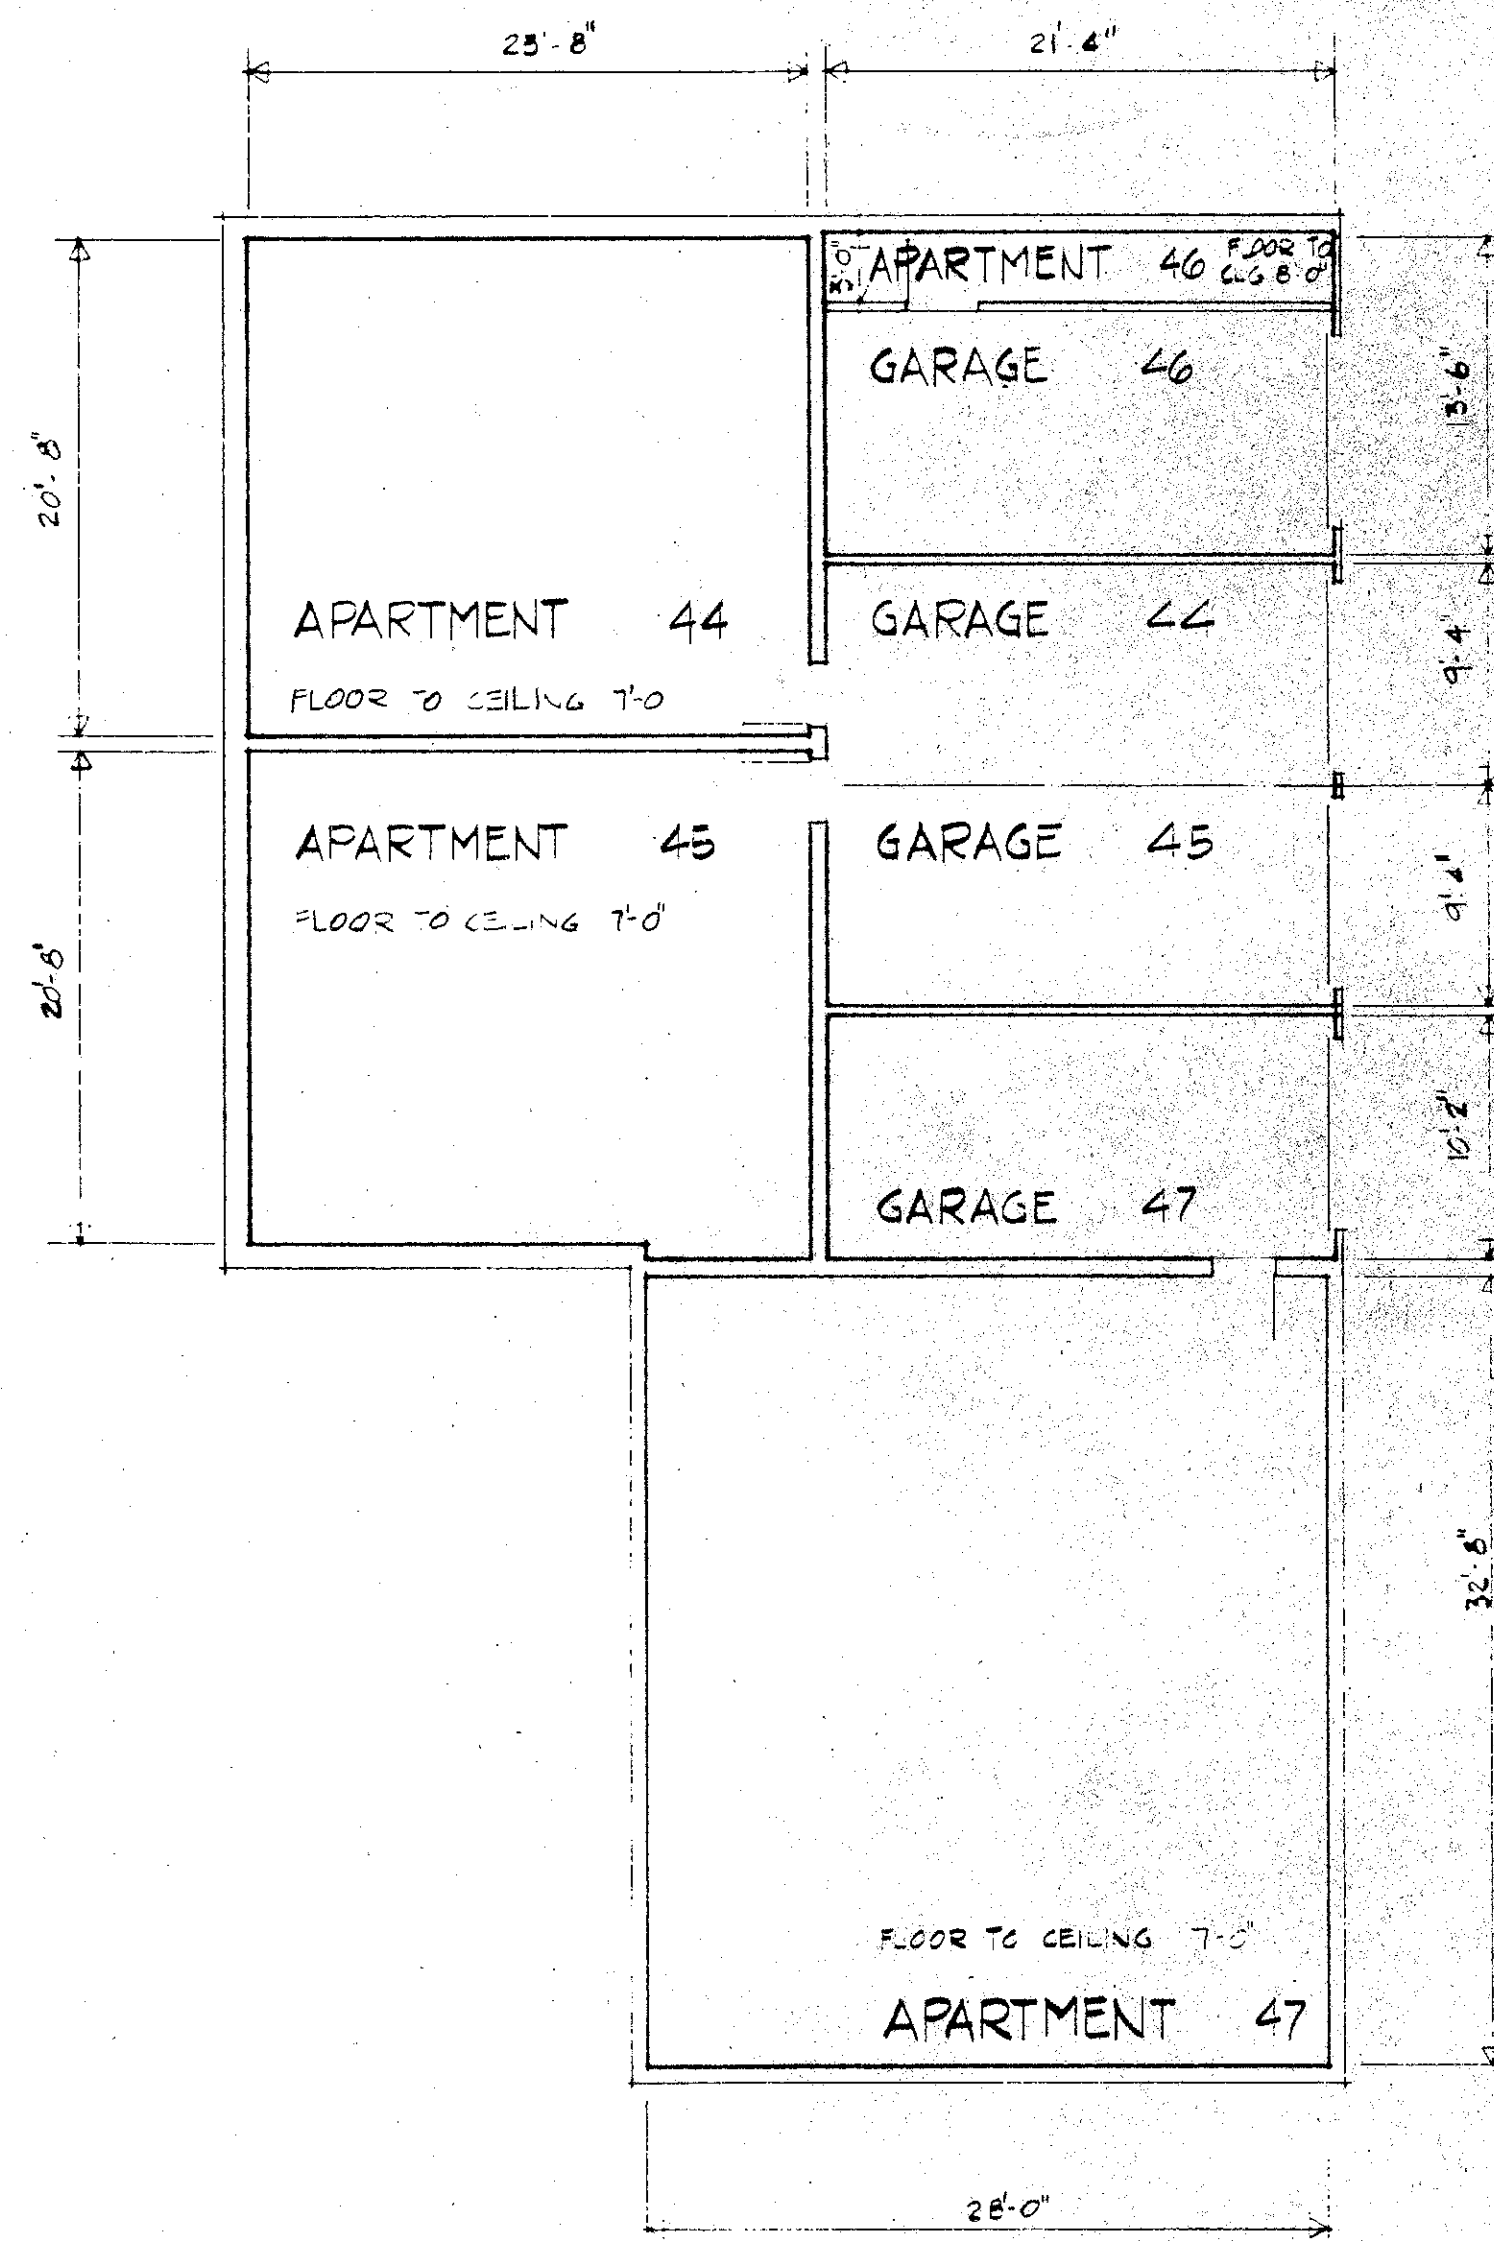 23'-8" 21'-4"
APARTMENT 46 FLOOR TO
CLG 8'0"
GARAGE 46
13'-6"
20'-8"
APARTMENT 44
FLOOR TO CEILING 7'-0
GARAGE 44
9'-4"
APARTMENT 45
FLOOR TO CEILING 7'-0"
GARAGE 45
9'-4"
20'-8"
GARAGE 47
10'-2"
32'-8"
FLOOR TO CEILING 7-0"
APARTMENT 47
28'-0"